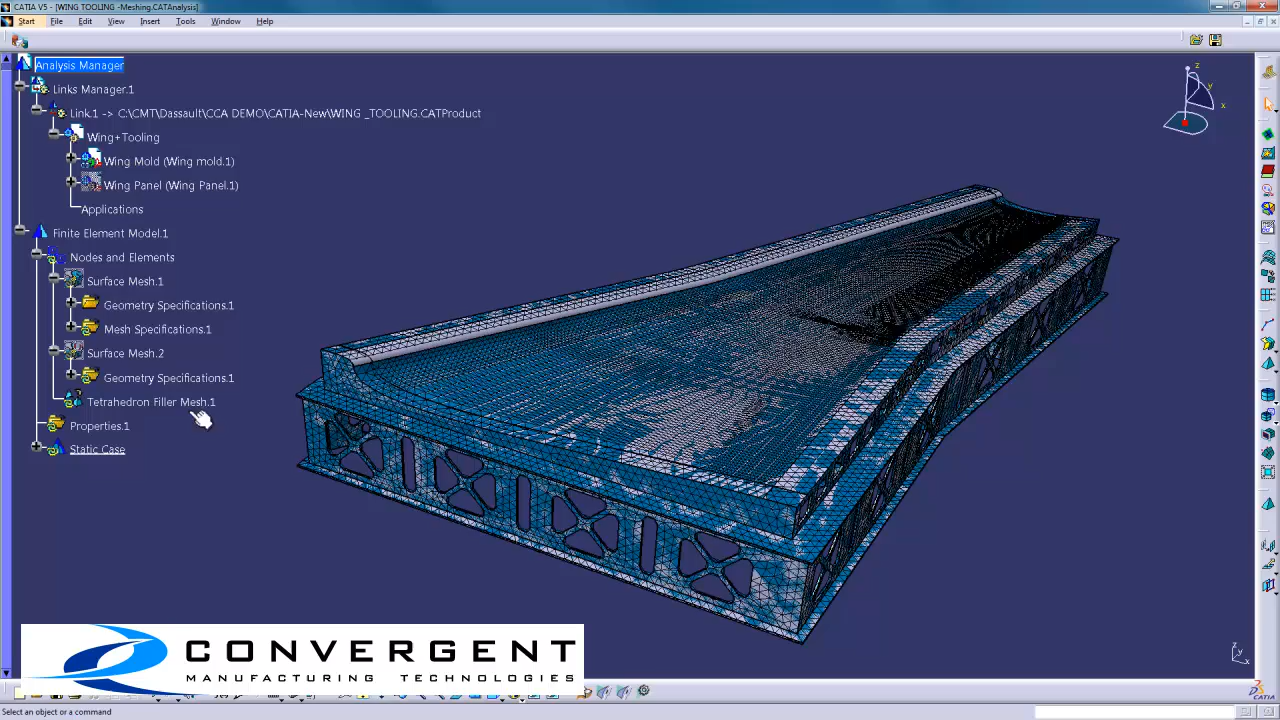 CATIA V5 - [WING TOOLING -Meshing.CATAnalysis]
Start File Edit View Insert Tools Window Help
Analysis Manager
Links Manager.1
Link.1 -> C:\CMT\Dassault\CCA DEMO\CATIA-New\WING _TOOLING.CATProduct
Wing+Tooling
Wing Mold (Wing mold.1)
Wing Panel (Wing Panel.1)
Applications
Finite Element Model.1
Nodes and Elements
Surface Mesh.1
Geometry Specifications.1
Mesh Specifications.1
Surface Mesh.2
Geometry Specifications.1
Tetrahedron Filler Mesh.1
Properties.1
Static Case
z
y
x
CONVERGENT
MANUFACTURING TECHNOLOGIES
z
y
x
CATIA
Select an object or a command